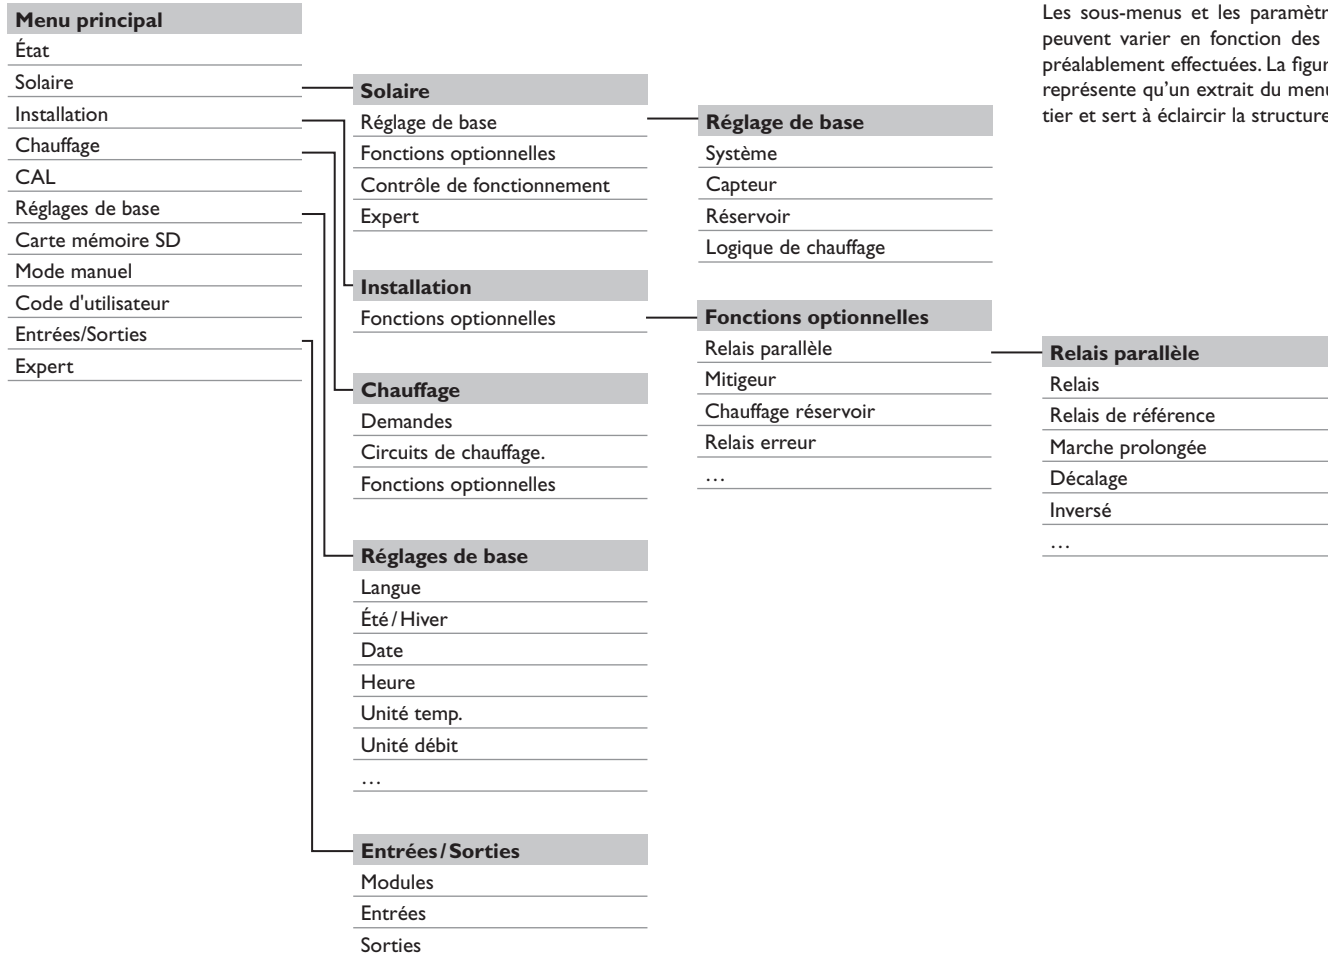 Menu principal
État
Solaire
Installation
Chauffage
CAL
Réglages de base
Carte mémoire SD
Mode manuel
Code d'utilisateur
Entrées/Sorties
Expert
Solaire
Réglage de base
Fonctions optionnelles
Contrôle de fonctionnement
Expert
Installation
Fonctions optionnelles
Chauffage
Demandes
Circuits de chauffage.
Fonctions optionnelles
Réglages de base
Langue
Été / Hiver
Date
Heure
Unité temp.
Unité débit
…
Entrées / Sorties
Modules
Entrées
Sorties
Réglage de base
Système
Capteur
Réservoir
Logique de chauffage
Fonctions optionnelles
Relais parallèle
Mitigeur
Chauffage réservoir
Relais erreur
…
Relais parallèle
Relais
Relais de référence
Marche prolongée
Décalage
Inversé
…
Les sous-menus et les paramètr
peuvent varier en fonction des
préalablement effectuées. La figur
représente qu'un extrait du menu
tier et sert à éclaircir la structure